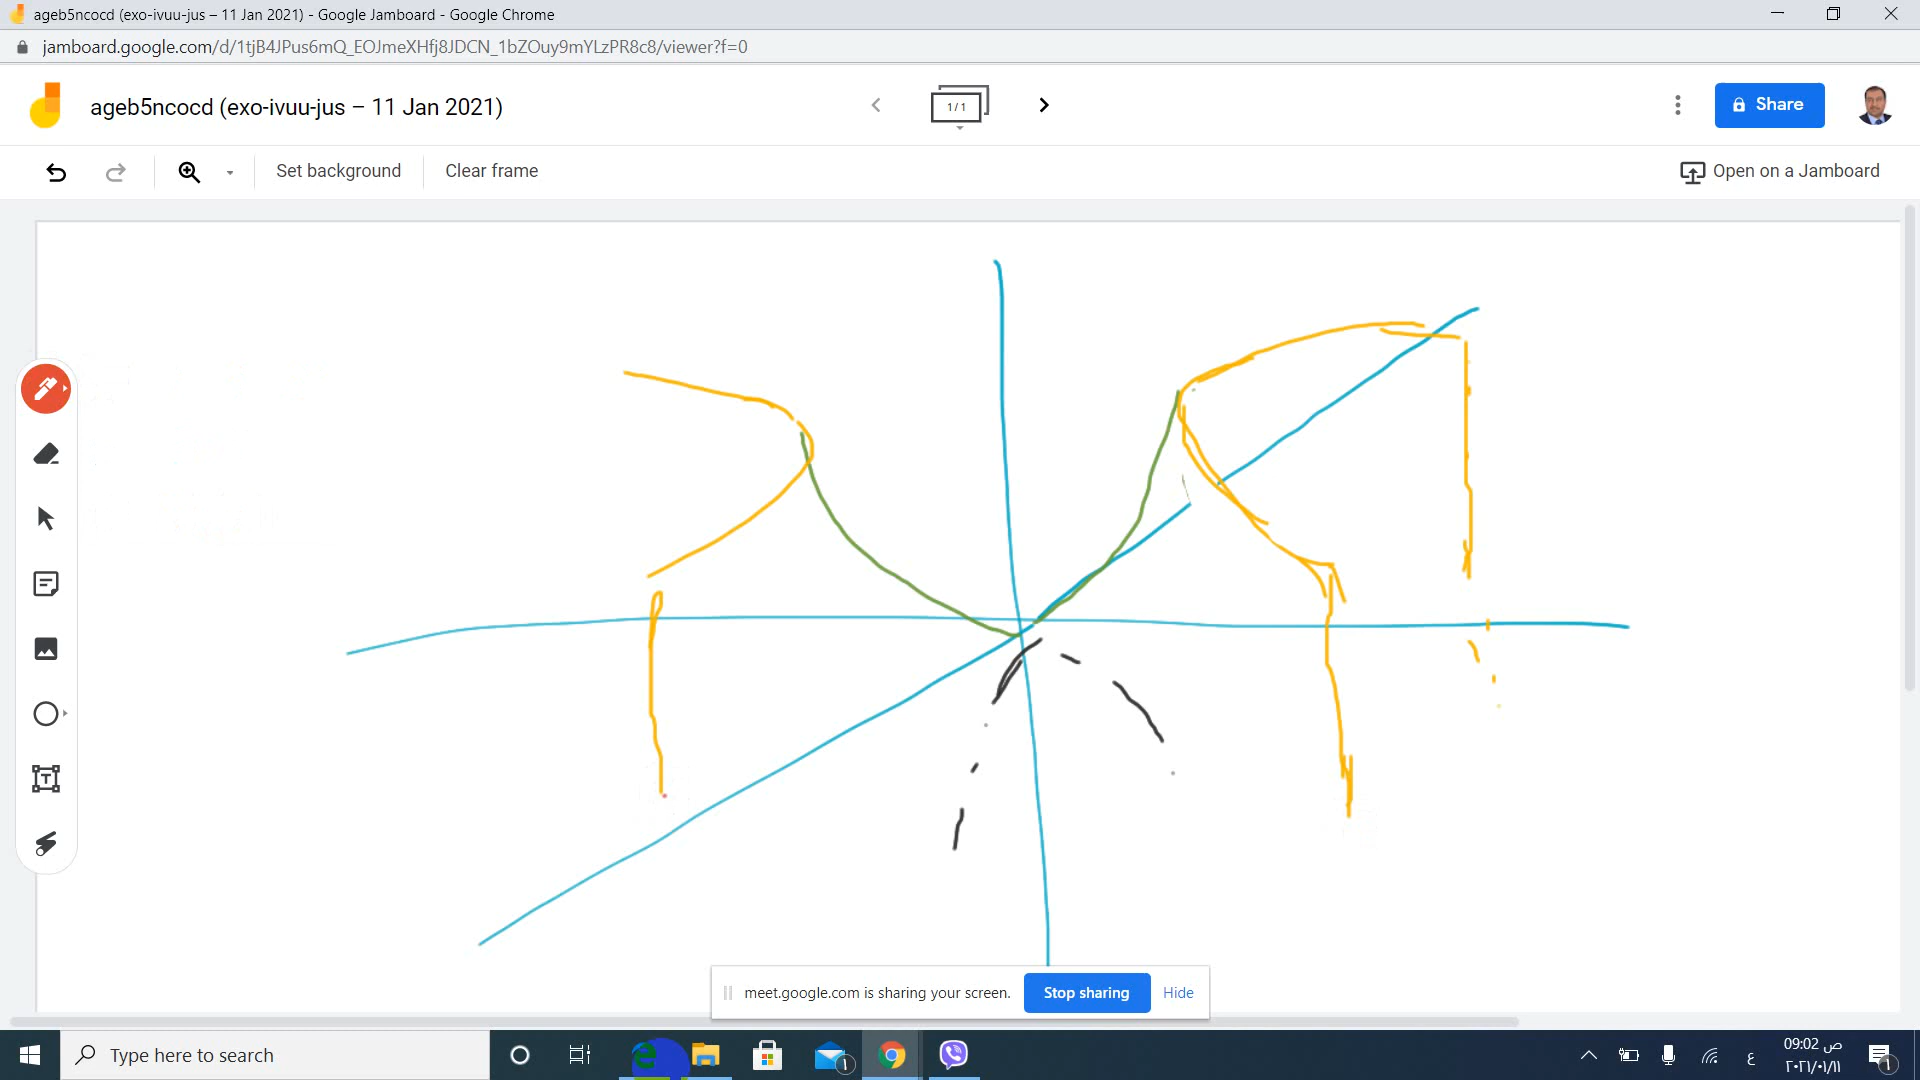 ageb5ncocd (exo-ivuu-jus – 11 Jan 2021) - Google Jamboard - Google Chrome
jamboard.google.com/d/1tjB4JPus6mQ_EOJmeXHfj8JDCN_1bZOuy9mYLzPR8c8/viewer?f=0
ageb5ncocd (exo-ivuu-jus – 11 Jan 2021)
1/1
Share
Set background
Clear frame
Open on a Jamboard
meet.google.com is sharing your screen.
Stop sharing
Hide
Type here to search
١
ع
09:02 ص
٢٠٢١/٠١/١١
١